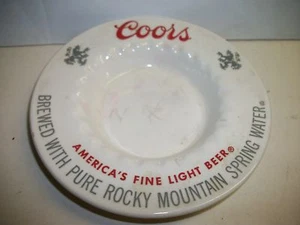 Coors
AMERICA'S FINE LIGHT BEER®
BREWED WITH PURE ROCKY MOUNTAIN SPRING WATER®